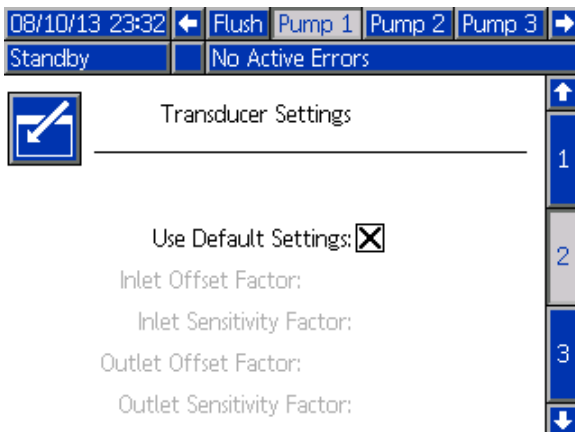 08/10/13 23:32 Flush Pump 1 Pump 2 Pump 3
Standby No Active Errors
Transducer Settings
1
Use Default Settings:
2
Inlet Offset Factor:
Inlet Sensitivity Factor:
3
Outlet Offset Factor:
Outlet Sensitivity Factor: